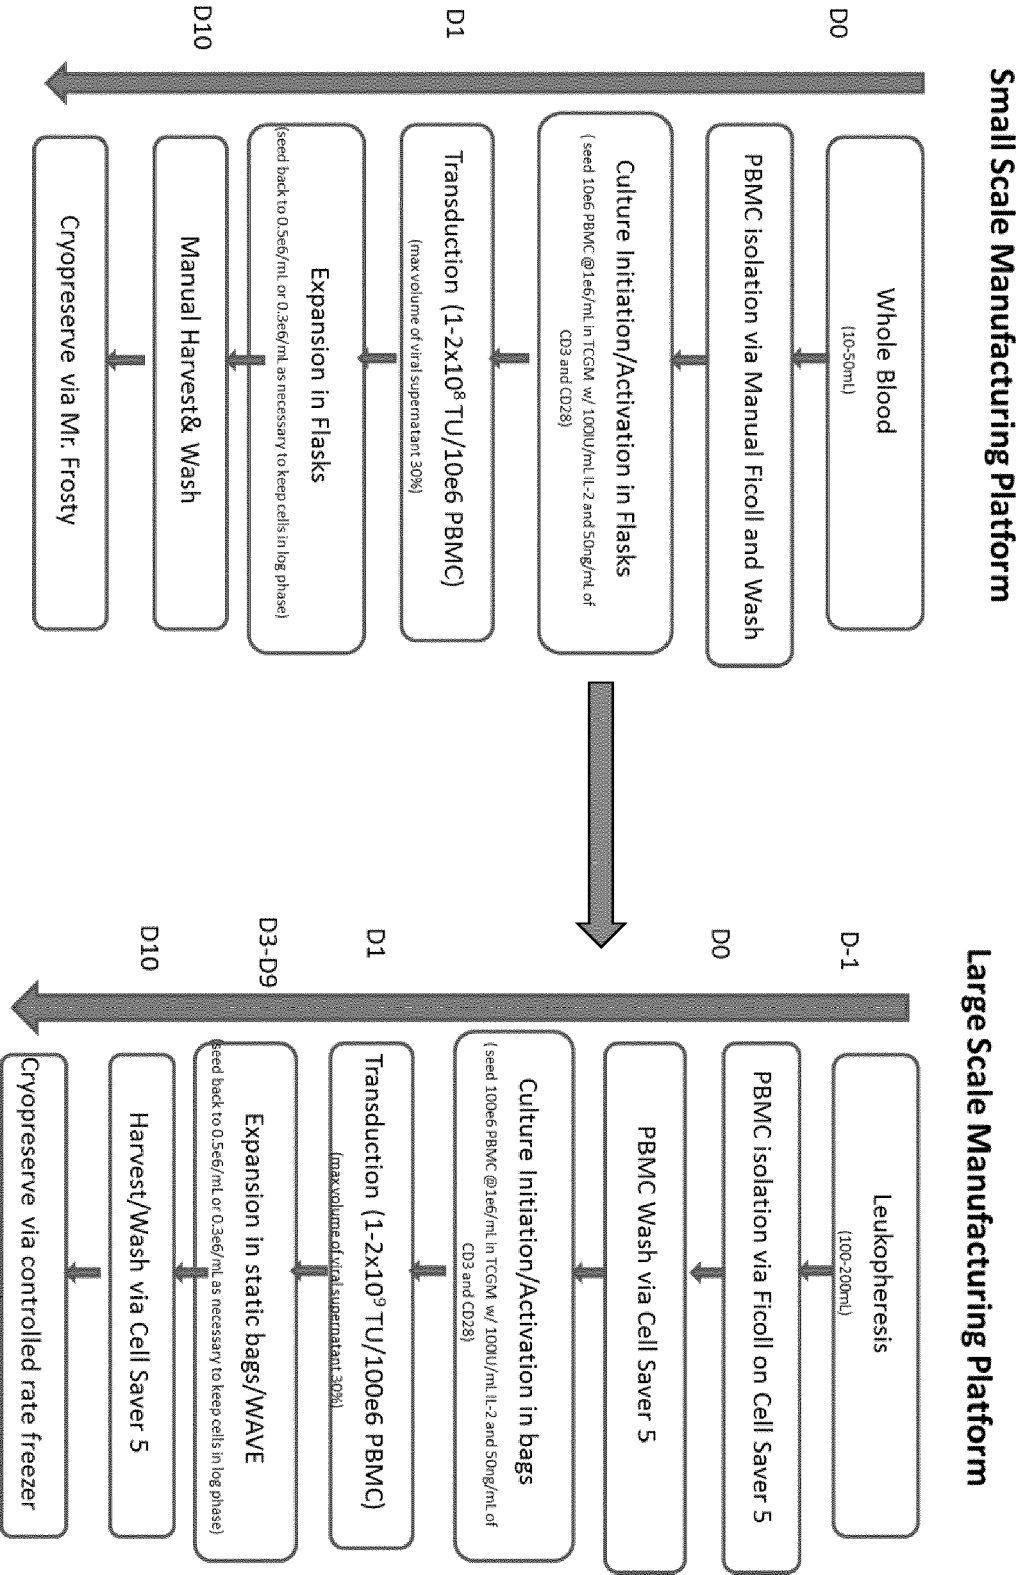 Small Scale Manufacturing Platform
D0
D1
D10
Whole Blood
(10-50mL)
PBMC isolation via Manual Ficoll and Wash
Culture Initiation/Activation in Flasks
( seed 10e6 PBMC @1e6/mL in TCGM w/ 100IU/mL IL-2 and 50ng/mL of
CD3 and CD28)
Transduction (1-2x10⁸ TU/10e6 PBMC)
(max volume of viral supernatant 30%)
Expansion in Flasks
(seed back to 0.5e6/mL or 0.3e6/mL as necessary to keep cells in log phase)
Manual Harvest& Wash
Cryopreserve via Mr. Frosty
Large Scale Manufacturing Platform
D-1
D0
D1
D3-D9
D10
Leukopheresis
(100-200mL)
PBMC isolation via Ficoll on Cell Saver 5
PBMC Wash via Cell Saver 5
Culture Initiation/Activation in bags
( seed 100e6 PBMC @1e6/mL in TCGM w/ 100IU/mL IL-2 and 50ng/mL of
CD3 and CD28)
Transduction (1-2x10⁹ TU/100e6 PBMC)
(max volume of viral supernatant 30%)
Expansion in static bags/WAVE
(seed back to 0.5e6/mL or 0.3e6/mL as necessary to keep cells in log phase)
Harvest/Wash via Cell Saver 5
Cryopreserve via controlled rate freezer